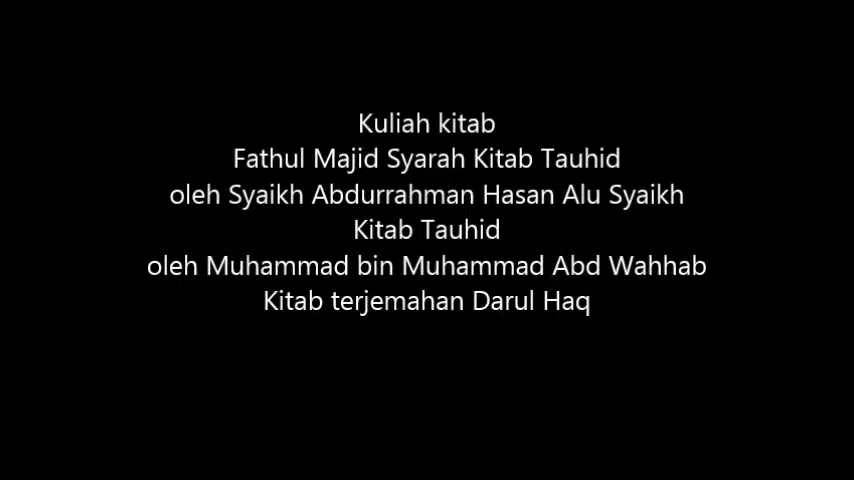 Kuliah kitab
Fathul Majid Syarah Kitab Tauhid
oleh Syaikh Abdurrahman Hasan Alu Syaikh
Kitab Tauhid
oleh Muhammad bin Muhammad Abd Wahhab
Kitab terjemahan Darul Haq